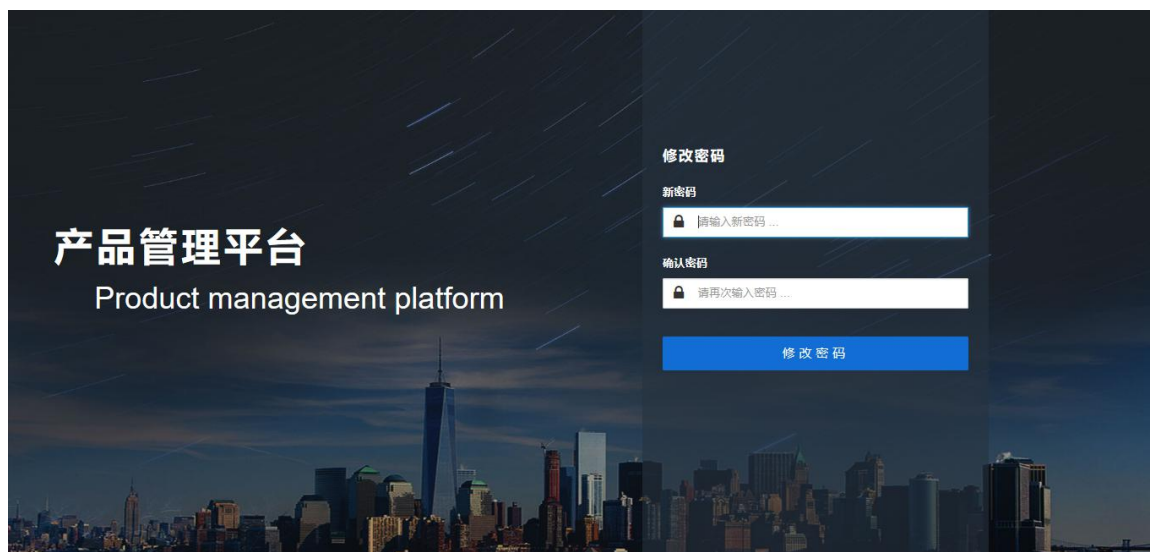 产品管理平台
Product management platform
修改密码
新密码
请输入新密码 ...
确认密码
请再次输入密码 ...
修改密码